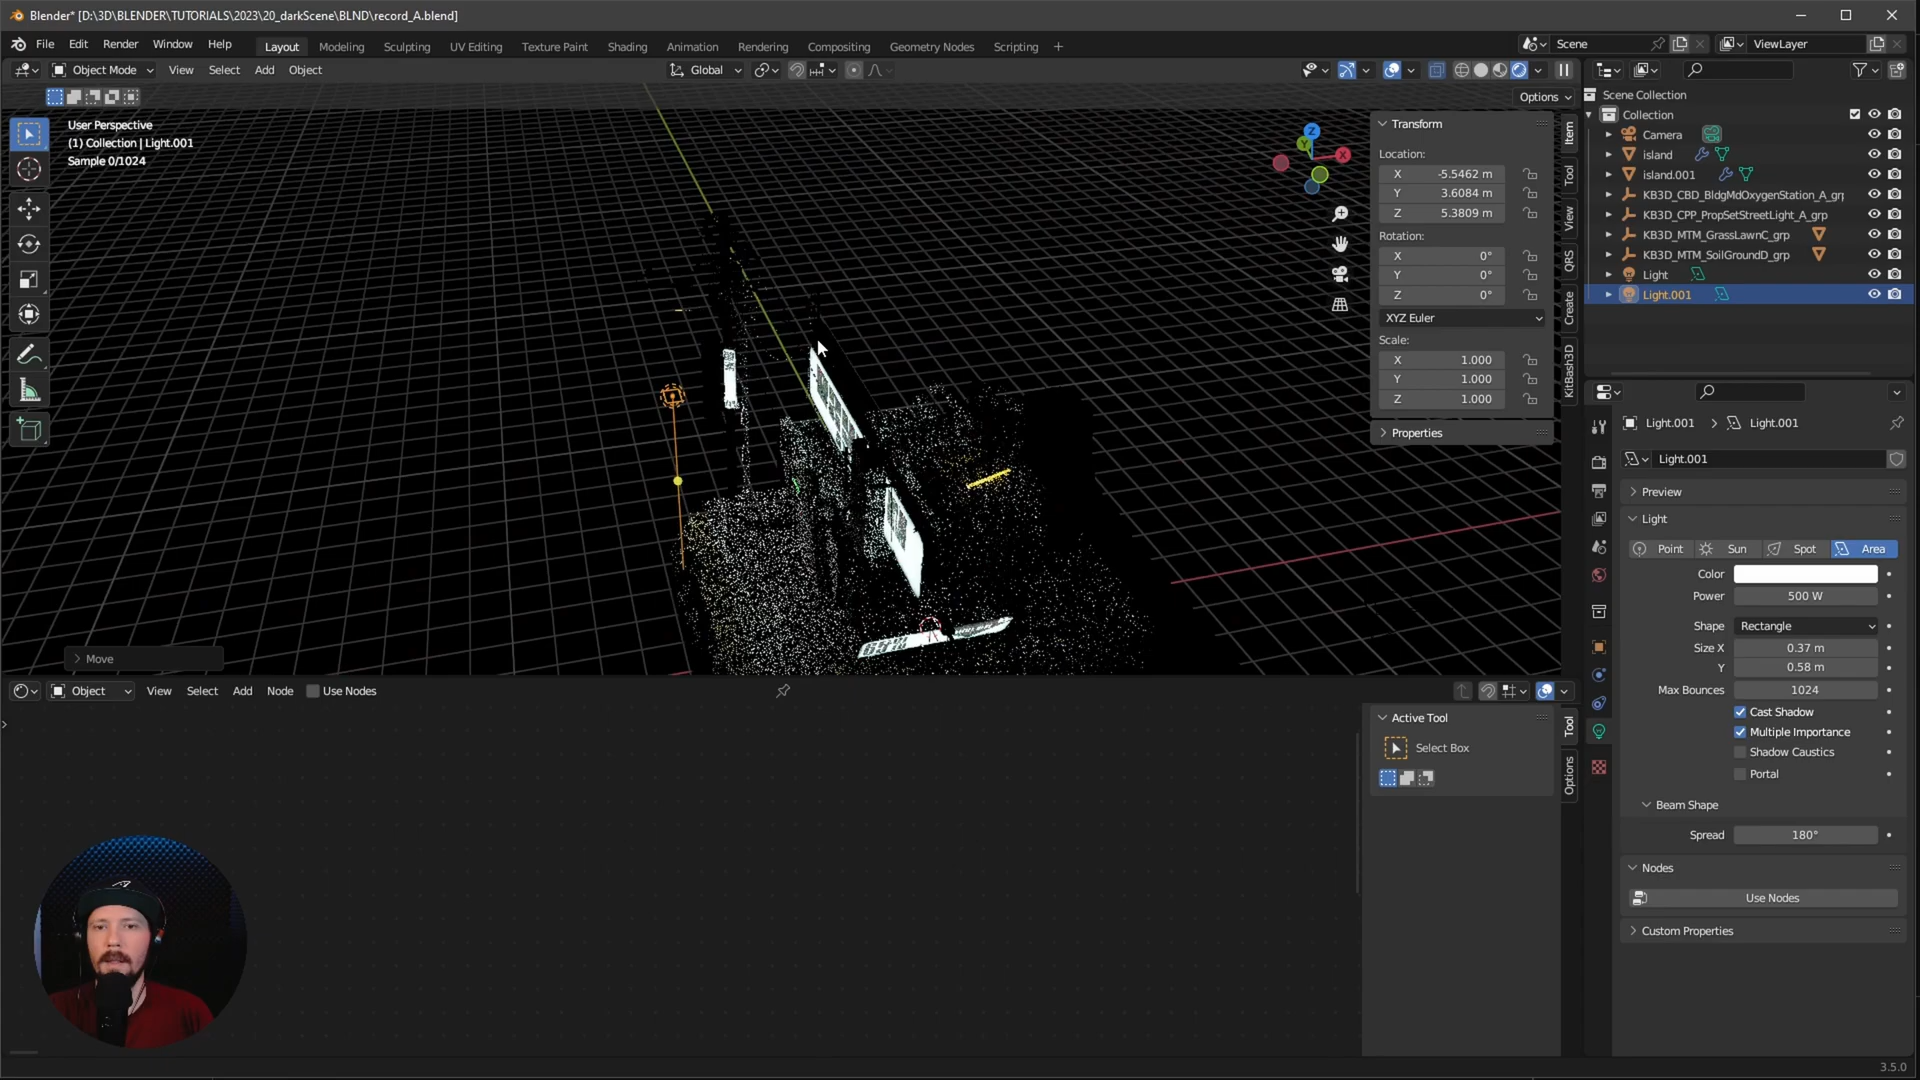 Blender* [D:\3D\BLENDER\TUTORIALS\2023\20_darkScene\BLND\record_A.blend]
File Edit Render Window Help Layout Modeling Sculpting UV Editing Texture Paint Shading Animation Rendering Compositing Geometry Nodes Scripting + Scene ViewLayer
Object Mode View Select Add Object Global
Options
User Perspective
(1) Collection | Light.001
Sample 0/1024
Z
Y
X
Transform
Location:
X -5.5462 m
Y 3.6084 m
Z 5.3809 m
Rotation:
X 0°
Y 0°
Z 0°
XYZ Euler
Scale:
X 1.000
Y 1.000
Z 1.000
Properties
Item
Tool
View
QRS
Create
KitBash3D
Move
Scene Collection
Collection
Camera
island
island.001
KB3D_CBD_BldgMdOxygenStation_A_grp
KB3D_CPP_PropSetStreetLight_A_grp
KB3D_MTM_GrassLawnC_grp
KB3D_MTM_SoilGroundD_grp
Light
Light.001
Light.001 > Light.001
Light.001
Preview
Light
Point Sun Spot Area
Color
Power 500 W
Shape Rectangle
Size X 0.37 m
Y 0.58 m
Max Bounces 1024
Cast Shadow
Multiple Importance
Shadow Caustics
Portal
Beam Shape
Spread 180°
Nodes
Use Nodes
Custom Properties
Object View Select Add Node Use Nodes
Active Tool
Select Box
Tool
Options
3.5.0